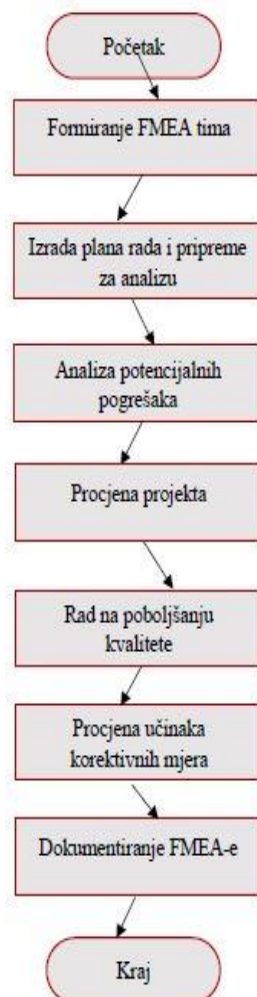 Početak
Formiranje FMEA tima
Izrada plana rada i pripreme
za analizu
Analiza potencijalnih
pogrešaka
Procjena projekta
Rad na poboljšanju
kvalitete
Procjena učinaka
korektivnih mjera
Dokumentiranje FMEA-e
Kraj